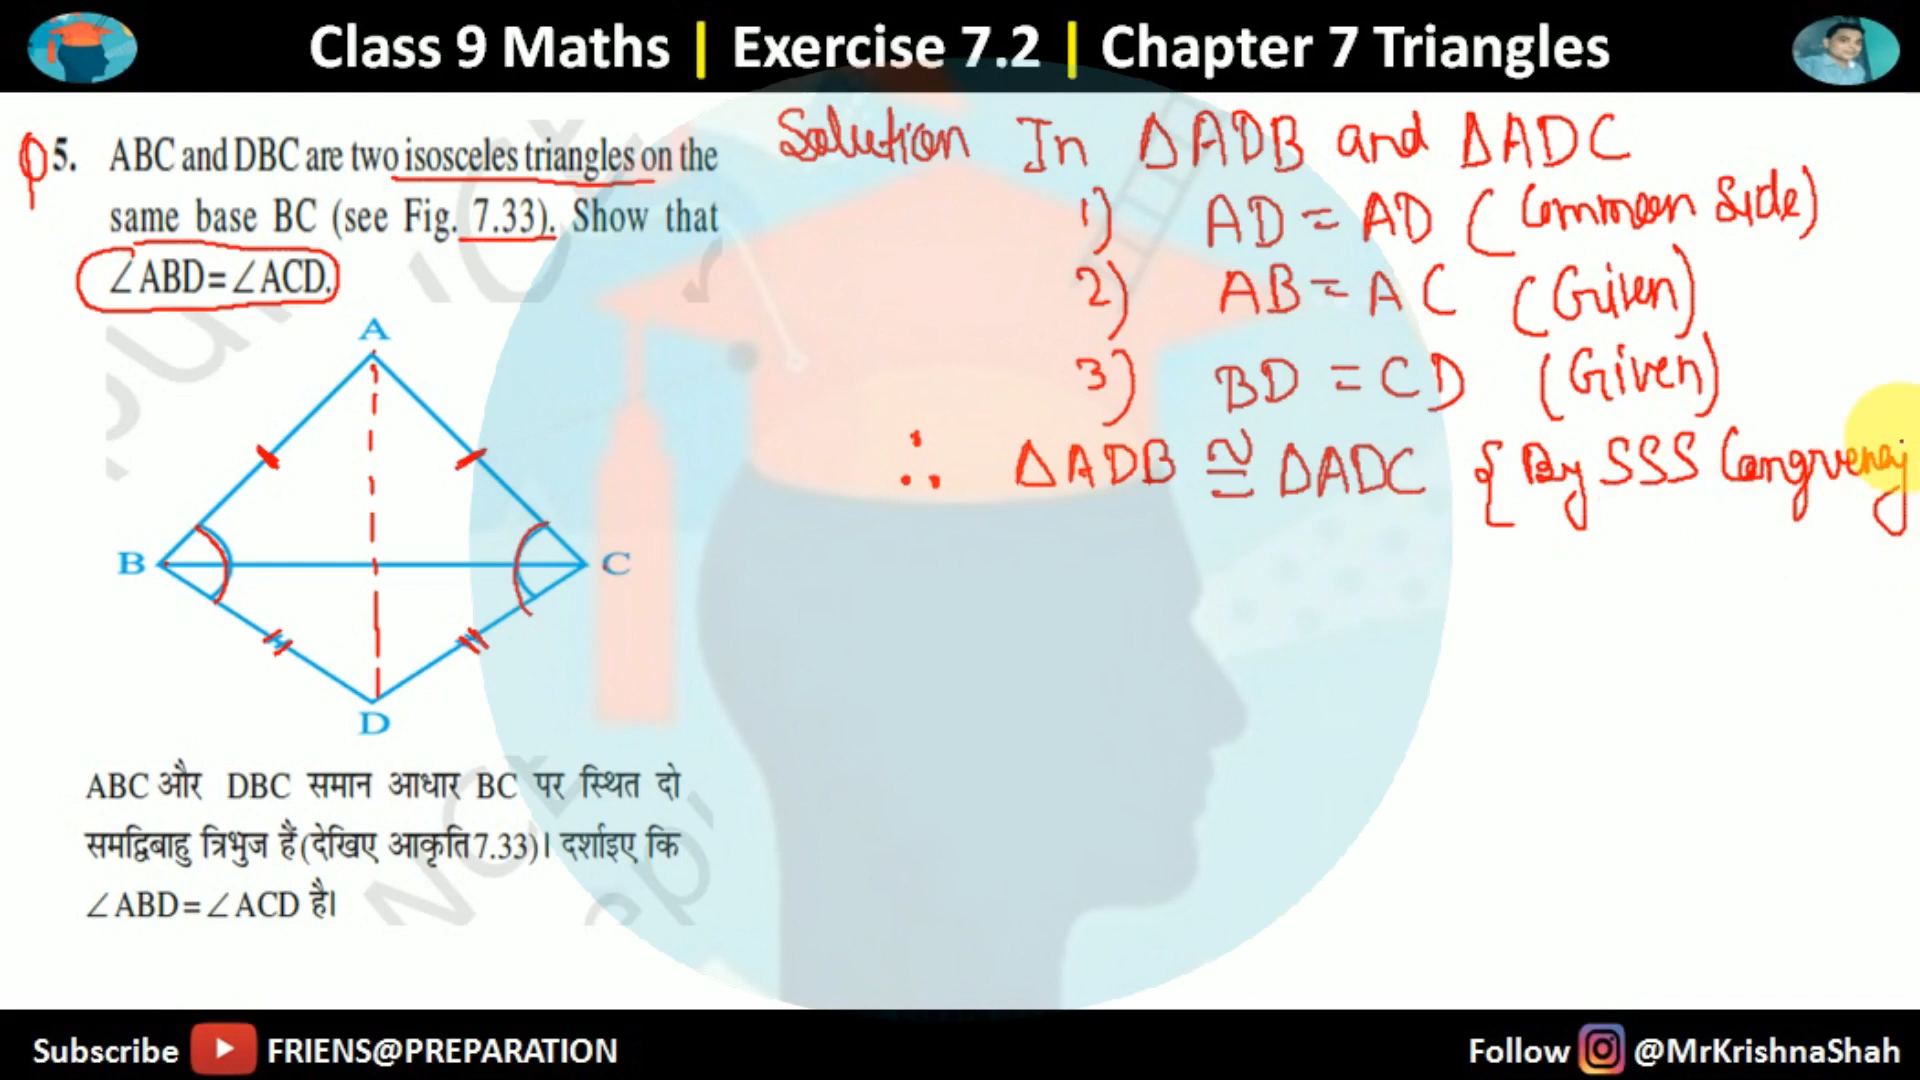 Class 9 Maths | Exercise 7.2 | Chapter 7 Triangles
Q5. ABC and DBC are two isosceles triangles on the
same base BC (see Fig. 7.33). Show that
∠ABD=∠ACD.
A
B
C
D
ABC और DBC समान आधार BC पर स्थित दो
समद्विबाहु त्रिभुज हैं (देखिए आकृति 7.33)। दर्शाइए कि
∠ABD=∠ACD है।
Solution In ΔADB and ΔADC
1) AD = AD (Common Side)
2) AB = AC (Given)
3) BD = CD (Given)
∴ ΔADB ≅ ΔADC {By SSS Congruency
Subscribe FRIENS@PREPARATION
Follow @MrKrishnaShah